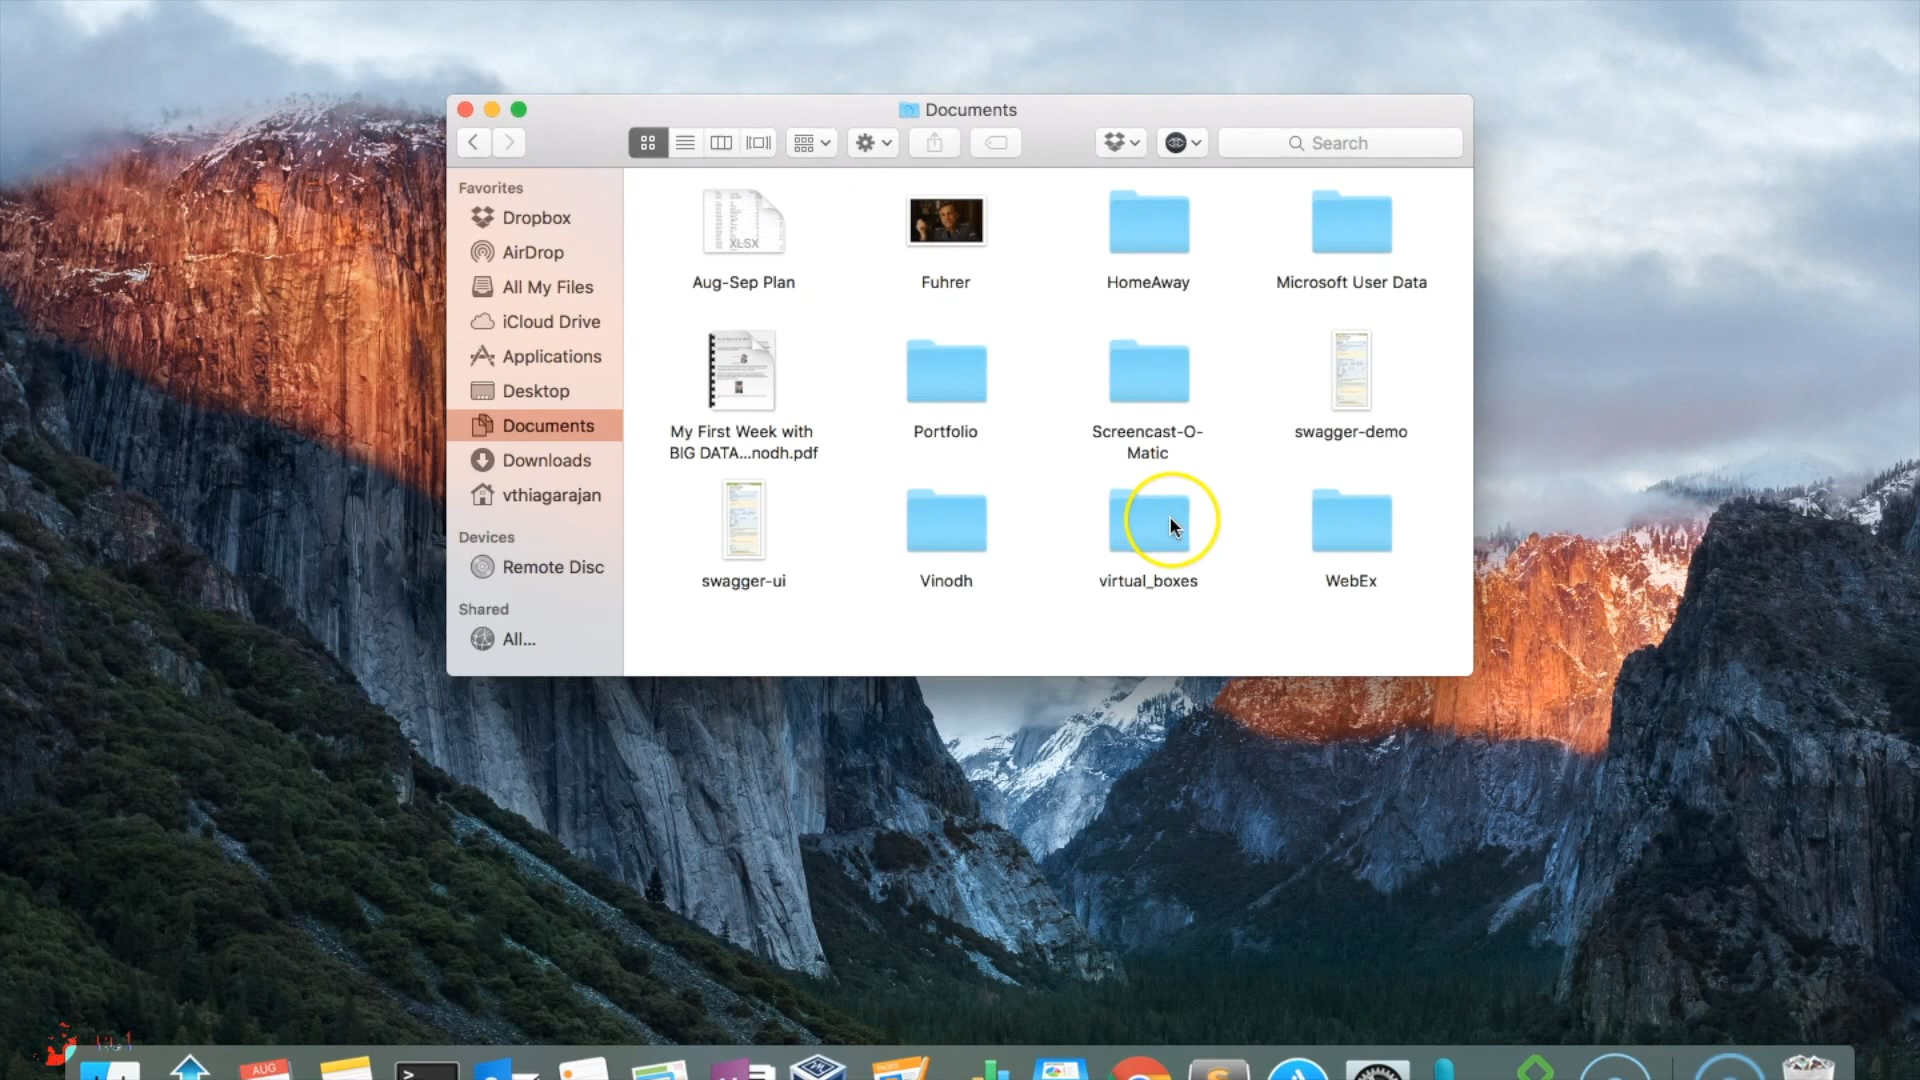 Documents
Search
Favorites
Dropbox
AirDrop
All My Files
iCloud Drive
Applications
Desktop
Documents
Downloads
vthiagarajan
Devices
Remote Disc
Shared
All...
XLSX
Aug-Sep Plan
Fuhrer
HomeAway
Microsoft User Data
My First Week with
BIG DATA...nodh.pdf
Portfolio
Screencast-O-
Matic
swagger-demo
swagger-ui
Vinodh
virtual_boxes
WebEx
AUG